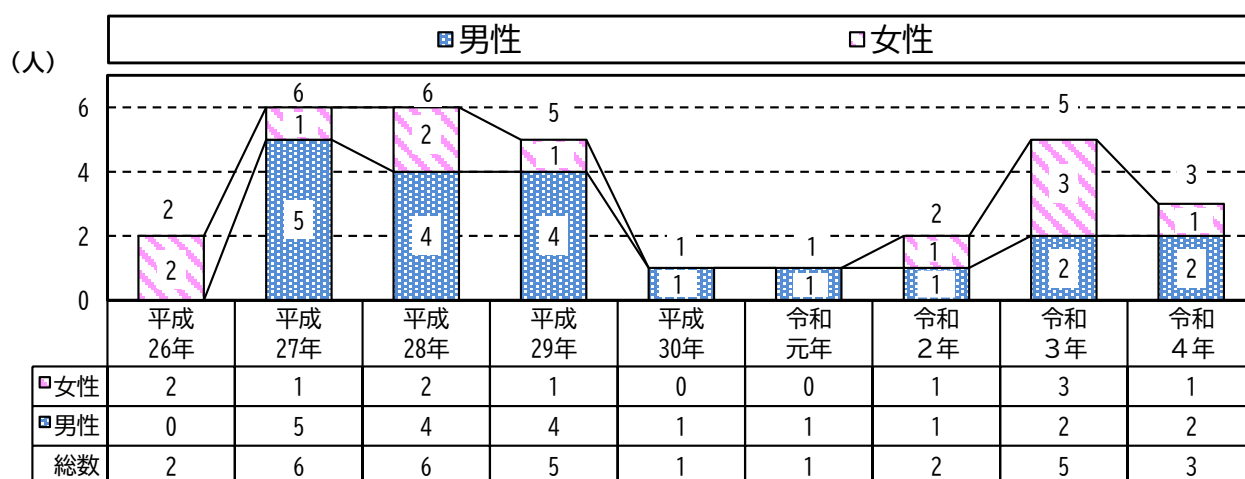 男性 女性
（人）
6 6 6 5 5
1 2 1
4 3 3
2 5 4 4 2 3 1
2 2 1 1 1 2 2
1 1 1
0
平成 平成 平成 平成 平成 令和 令和 令和 令和
26年 27年 28年 29年 30年 元年 ２年 ３年 ４年
女性 2 1 2 1 0 0 1 3 1
男性 0 5 4 4 1 1 1 2 2
総数 2 6 6 5 1 1 2 5 3